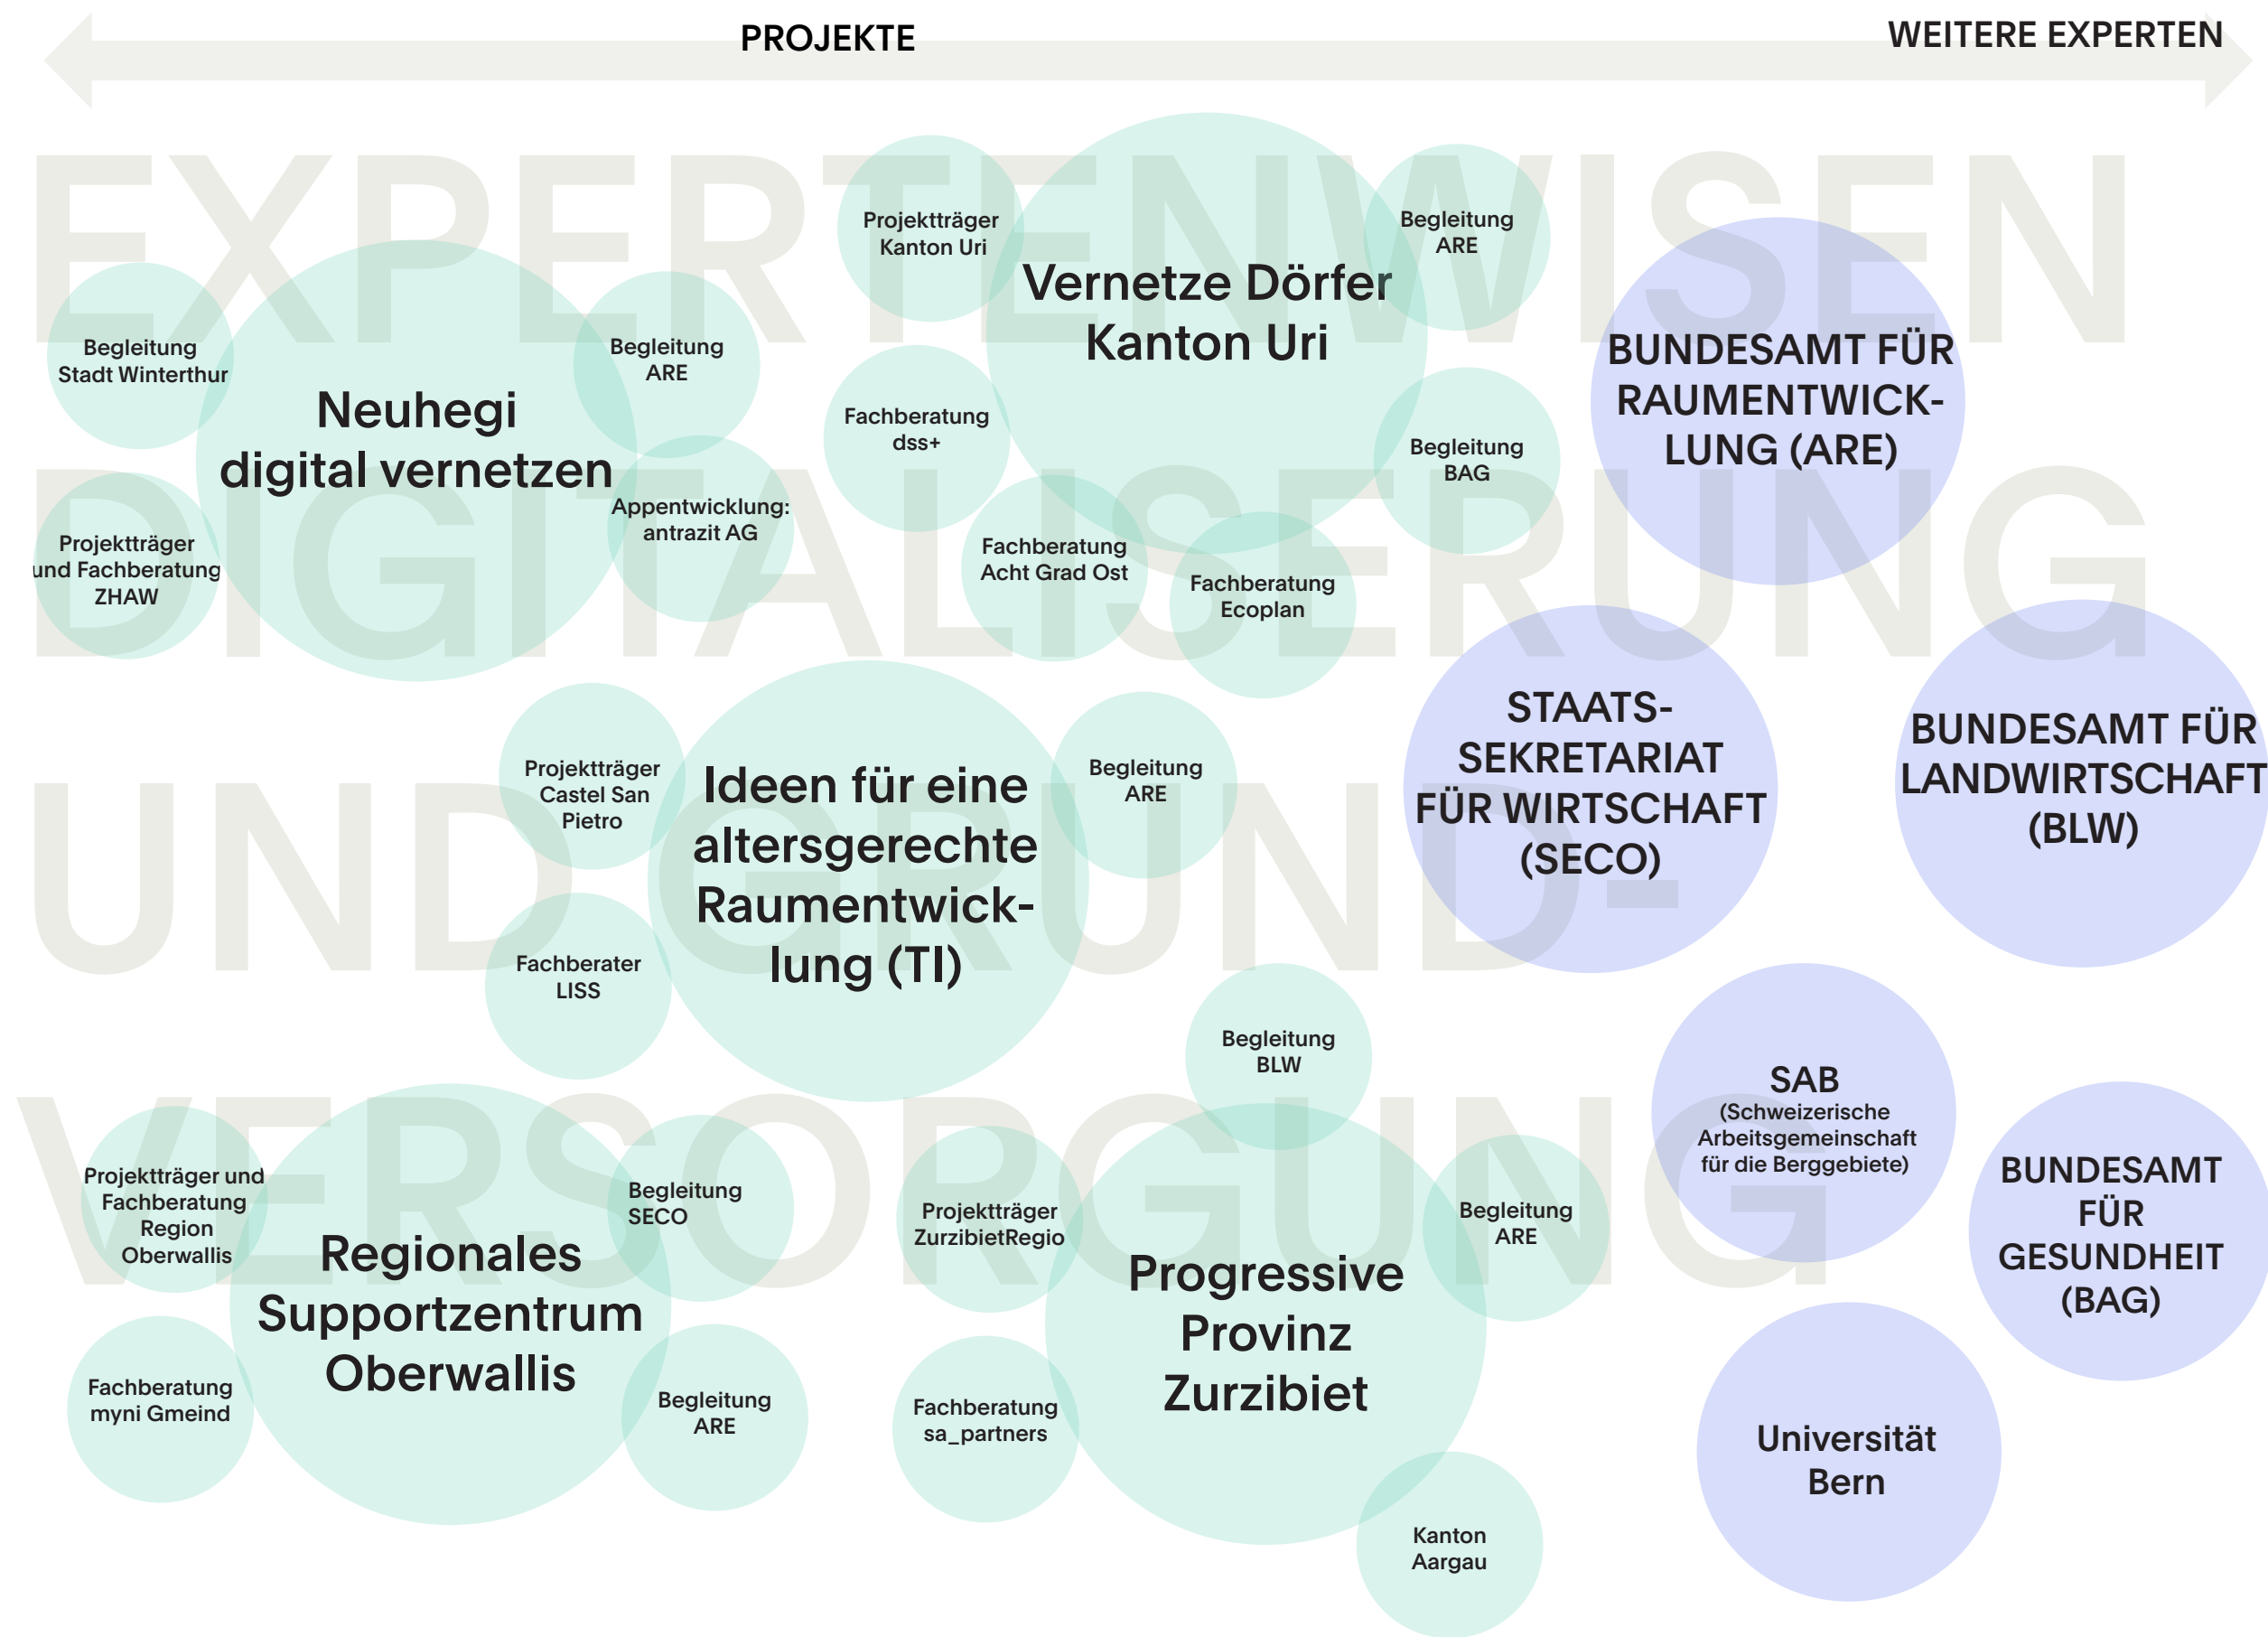 PROJEKTE
WEITERE EXPERTEN
EXPERTENWISEN
DIGITALISERUNG
UND GRUND-
VERSORGUNG
Begleitung
Stadt Winterthur
Neuhegi
digital vernetzen
Begleitung
ARE
Projektträger
und Fachberatung
ZHAW
Appentwicklung:
antrazit AG
Projektträger
Kanton Uri
Vernetze Dörfer
Kanton Uri
Begleitung
ARE
Fachberatung
dss+
Begleitung
BAG
Fachberatung
Acht Grad Ost
Fachberatung
Ecoplan
Projektträger
Castel San
Pietro
Ideen für eine
altersgerechte
Raumentwick-
lung (TI)
Begleitung
ARE
Fachberater
LISS
Projektträger und
Fachberatung
Region
Oberwallis
Regionales
Supportzentrum
Oberwallis
Begleitung
SECO
Fachberatung
myni Gmeind
Begleitung
ARE
Begleitung
BLW
Projektträger
ZurzibietRegio
Progressive
Provinz
Zurzibiet
Begleitung
ARE
Fachberatung
sa_partners
Kanton
Aargau
BUNDESAMT FÜR
RAUMENTWICK-
LUNG (ARE)
STAATS-
SEKRETARIAT
FÜR WIRTSCHAFT
(SECO)
BUNDESAMT FÜR
LANDWIRTSCHAFT
(BLW)
SAB
(Schweizerische
Arbeitsgemeinschaft
für die Berggebiete)
BUNDESAMT
FÜR
GESUNDHEIT
(BAG)
Universität
Bern